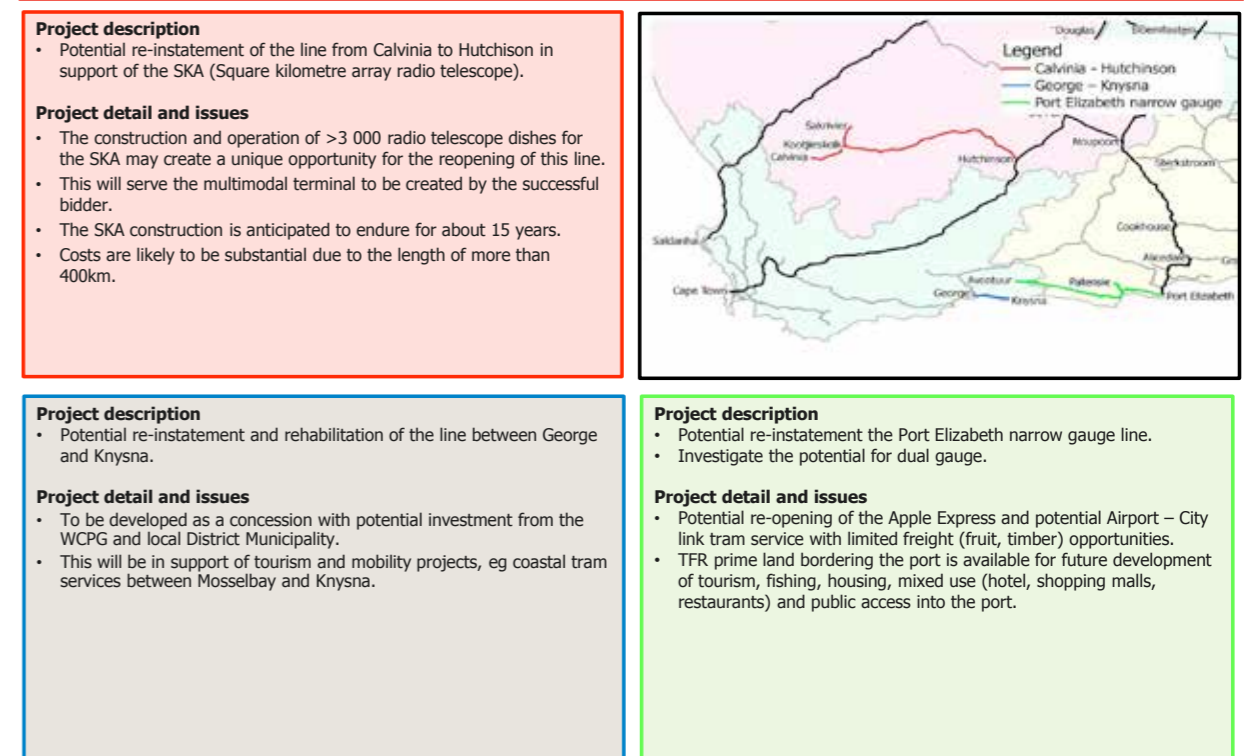 Project description
• Potential re-instatement of the line from Calvinia to Hutchison in
support of the SKA (Square kilometre array radio telescope).
Project detail and issues
• The construction and operation of >3 000 radio telescope dishes for
the SKA may create a unique opportunity for the reopening of this line.
• This will serve the multimodal terminal to be created by the successful
bidder.
• The SKA construction is anticipated to endure for about 15 years.
• Costs are likely to be substantial due to the length of more than
400km.
Douglas
Bloemfontein
Legend
Calvinia - Hutchinson
George – Knysna
Port Elizabeth narrow gauge
Sakrivier
Kootjieskolk
Calvinia
Hutchinson
Noupoort
Sterkstroom
Cookhouse
Saldanha
Alicedale
Cape Town
Avontuur
Patensie
George
Knysna
Port Elizabeth
Project description
• Potential re-instatement and rehabilitation of the line between George
and Knysna.
Project detail and issues
• To be developed as a concession with potential investment from the
WCPG and local District Municipality.
• This will be in support of tourism and mobility projects, eg coastal tram
services between Mosselbay and Knysna.
Project description
• Potential re-instatement the Port Elizabeth narrow gauge line.
• Investigate the potential for dual gauge.
Project detail and issues
• Potential re-opening of the Apple Express and potential Airport – City
link tram service with limited freight (fruit, timber) opportunities.
• TFR prime land bordering the port is available for future development
of tourism, fishing, housing, mixed use (hotel, shopping malls,
restaurants) and public access into the port.